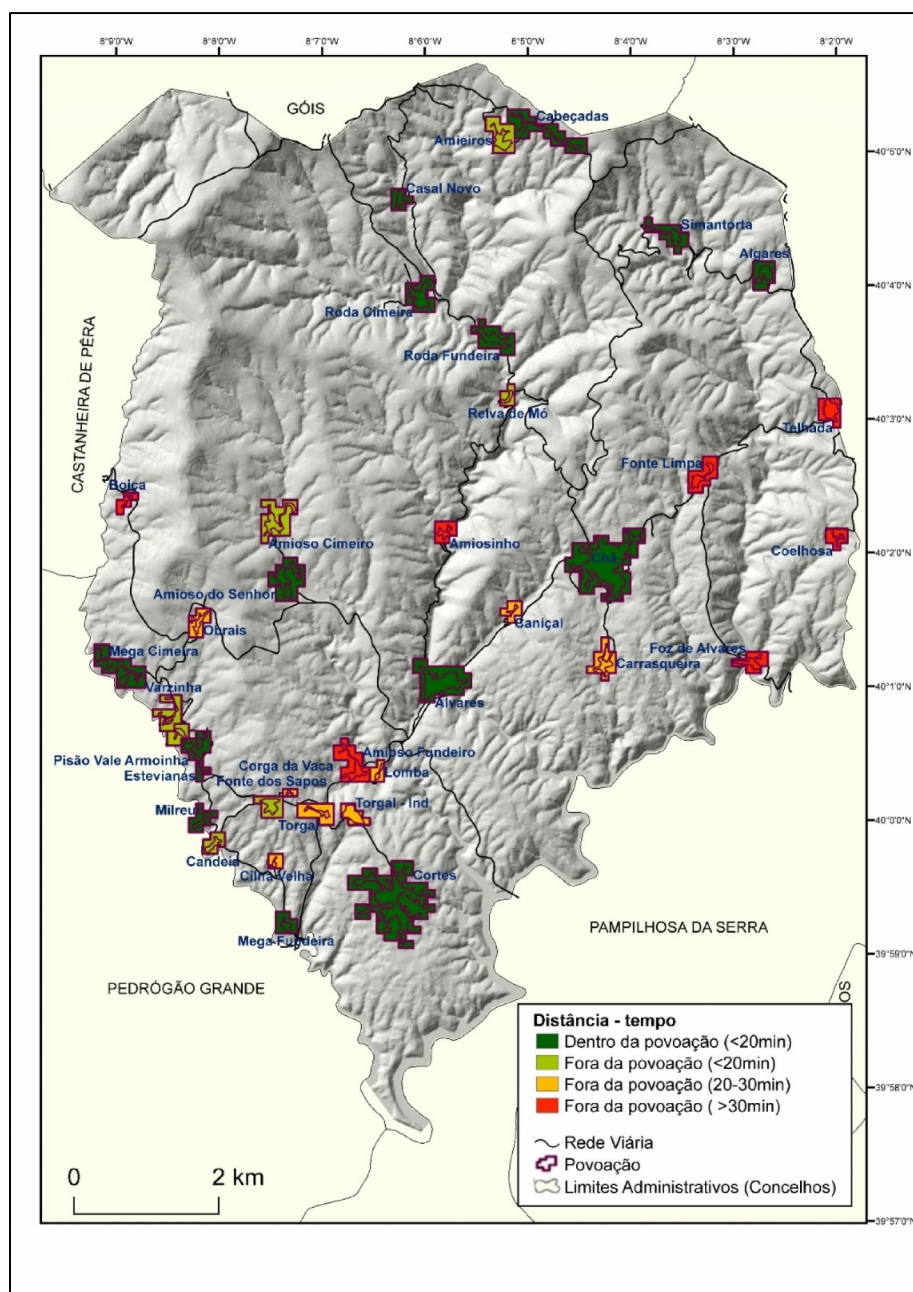 8°9'0"W
8°8'0"W
8°7'0"W
8°6'0"W
8°5'0"W
8°4'0"W
8°3'0"W
8°2'0"W
GÓIS
Cabeçadas
Amieiros
40°5'0"N
Casal Novo
Simantorta
Algares
40°4'0"N
Roda Cimeira
Roda Fundeira
CASTANHEIRA DE PÊRA
Relva de Mó
40°3'0"N
Telhada
Fonte Limpa
Boiça
Amioso Cimeiro
Amiosinho
Coelhosa
40°2'0"N
Chã
Amioso do Senhor
Obrais
Caniçal
Mega Cimeira
Foz de Alvares
Carrasqueira
Varzinha
Alvares
40°1'0"N
Pisão Vale Armoinha
Estevianas
Amioso Fundeiro
Corga da Vaca
Lomba
Fonte dos Sapos
Milreu
Torgal
Torgal - Ind
40°0'0"N
Candeia
Cilha Velha
Cortes
Mega Fundeira
PAMPILHOSA DA SERRA
39°59'0"N
PEDRÓGÃO GRANDE
OS
Distância - tempo
Dentro da povoação (<20min)
Fora da povoação (<20min)
Fora da povoação (20-30min)
Fora da povoação ( >30min)
Rede Viária
Povoação
Limites Administrativos (Concelhos)
39°58'0"N
0 2 km
39°57'0"N